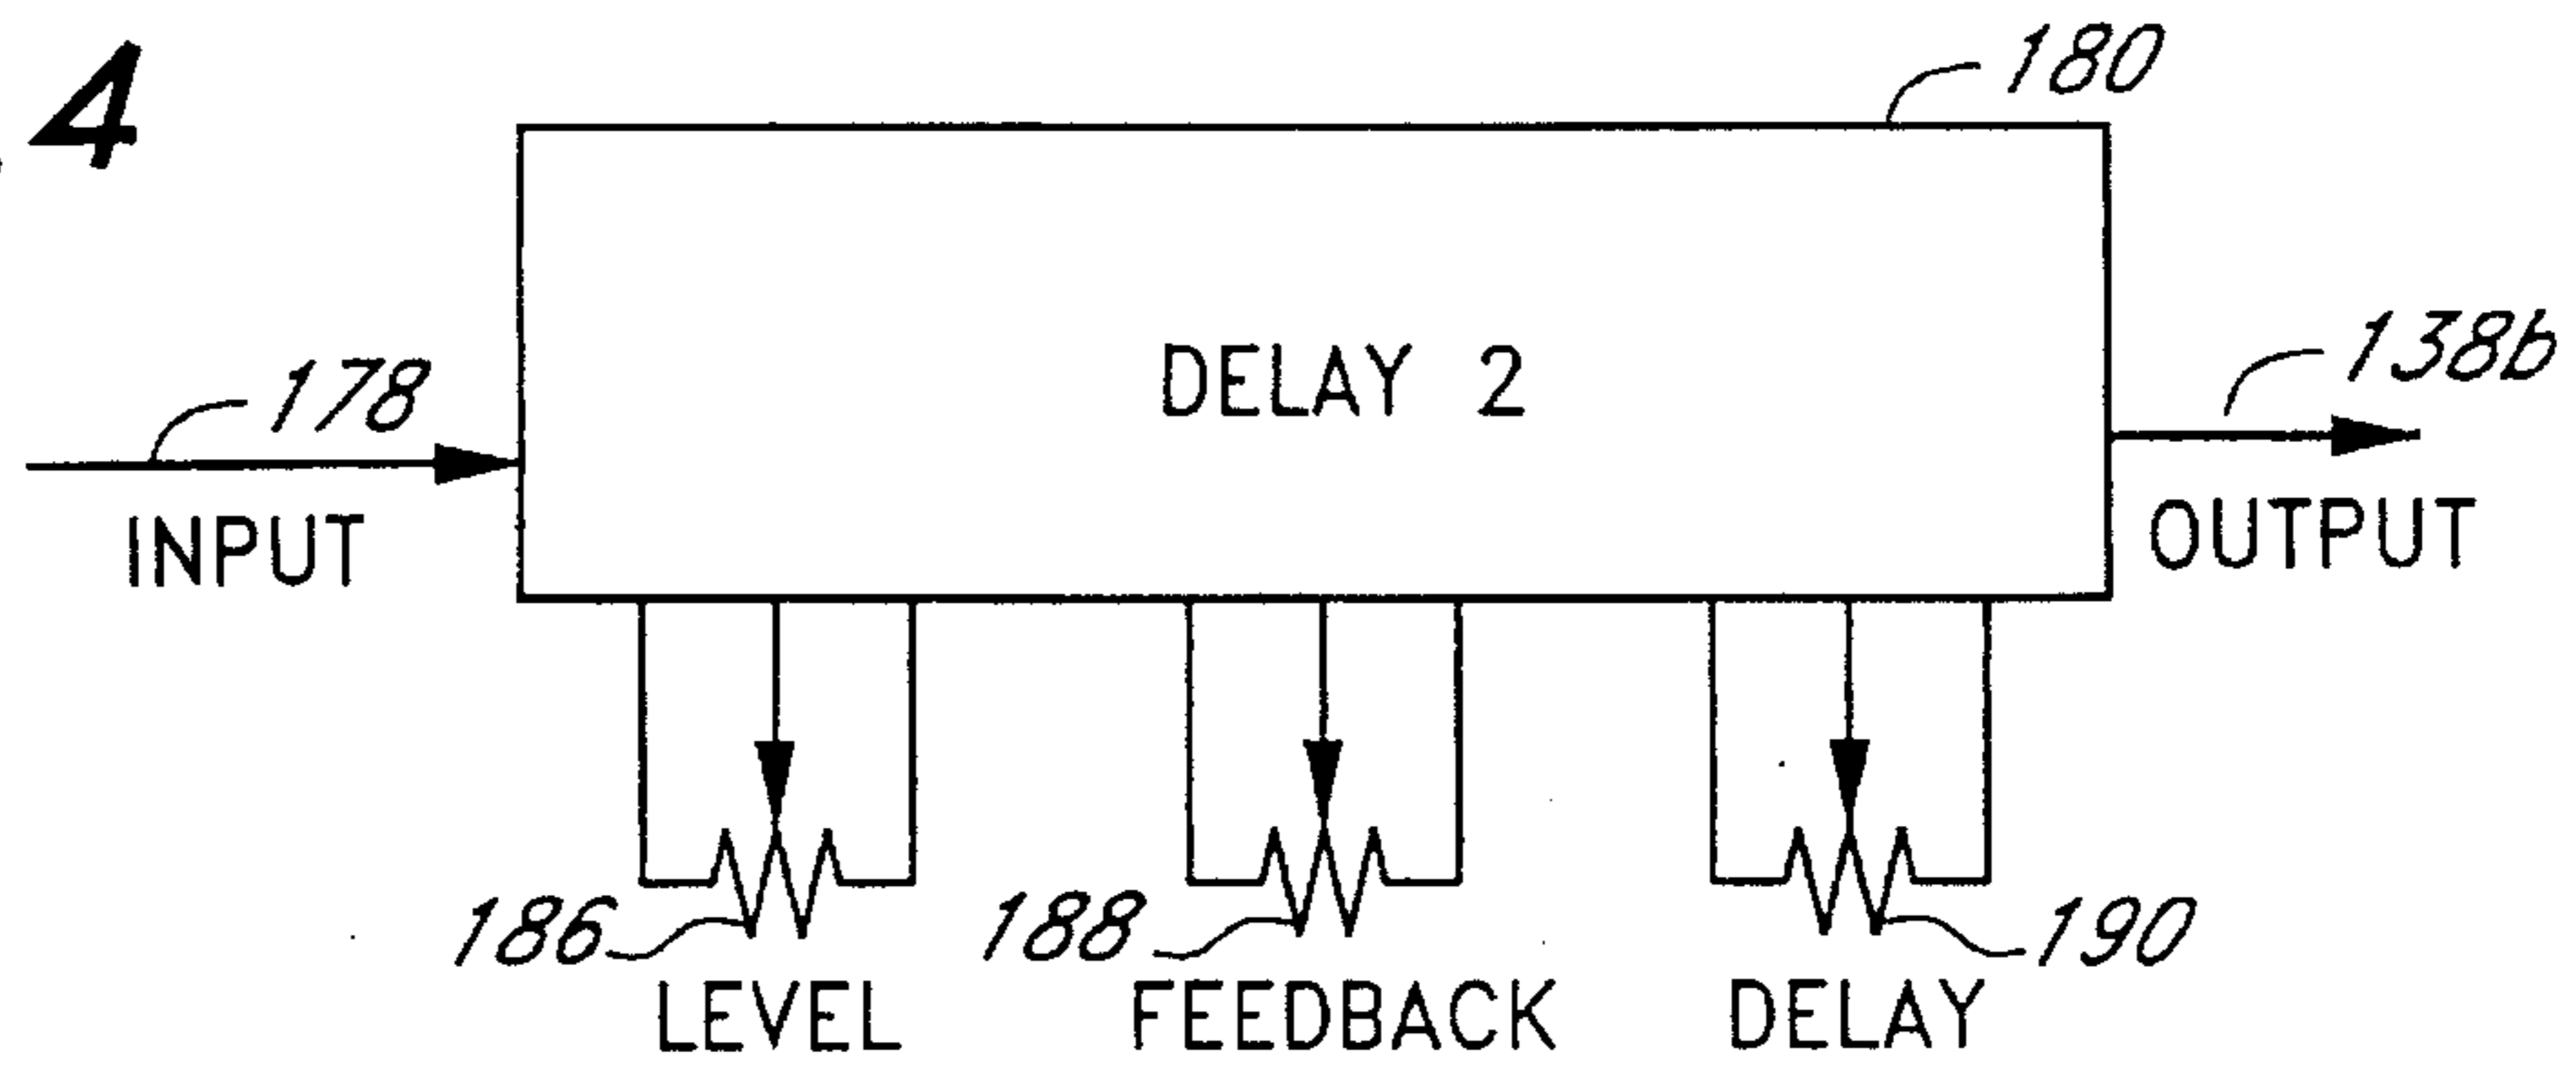 4
180
178
DELAY 2
138b
INPUT
OUTPUT
186
188
190
LEVEL
FEEDBACK
DELAY